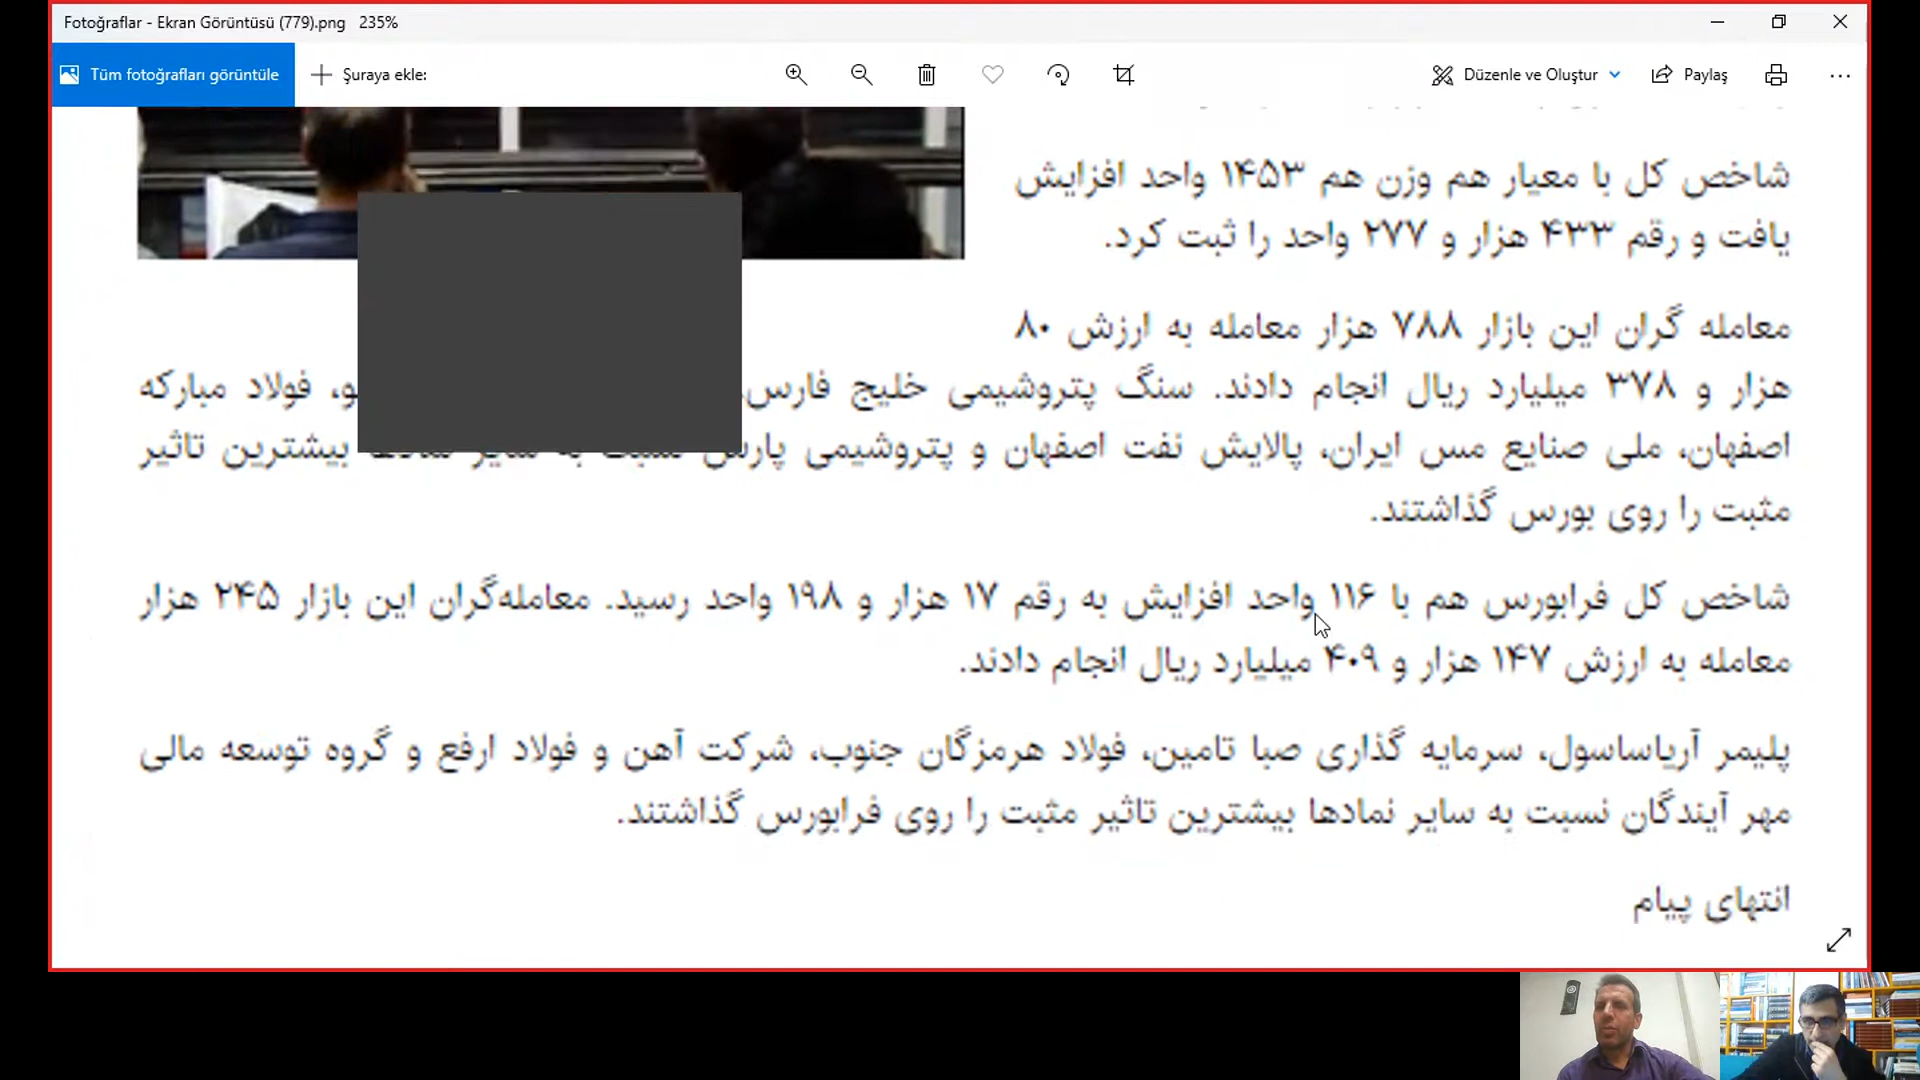 Fotoğraflar - Ekran Görüntüsü (779).png 235%
Tüm fotoğrafları görüntüle
Şuraya ekle:
Düzenle ve Oluştur
Paylaş
شاخص کل با معیار هم وزن هم ۱۴۵۳ واحد افزایش
یافت و رقم ۴۳۳ هزار و ۲۷۷ واحد را ثبت کرد.
معامله گران این بازار ۷۸۸ هزار معامله به ارزش ۸۰
هزار و ۳۷۸ میلیارد ریال انجام دادند. سنگ پتروشیمی خلیج فارس، فولاد مبارکه
اصفهان، ملی صنایع مس ایران، پالایش نفت اصفهان و پتروشیمی پارس نسبت به سایر نمادها بیشترین تاثیر
مثبت را روی بورس گذاشتند.
شاخص کل فرابورس هم با ۱۱۶ واحد افزایش به رقم ۱۷ هزار و ۱۹۸ واحد رسید. معامله‌گران این بازار ۲۴۵ هزار
معامله به ارزش ۱۴۷ هزار و ۴۰۹ میلیارد ریال انجام دادند.
پلیمر آریاساسول، سرمایه گذاری صبا تامین، فولاد هرمزگان جنوب، شرکت آهن و فولاد ارفع و گروه توسعه مالی
مهر آیندگان نسبت به سایر نمادها بیشترین تاثیر مثبت را روی فرابورس گذاشتند.
انتهای پیام